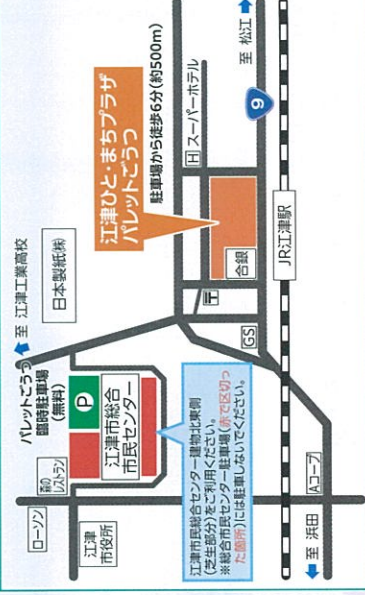 至 江津工業高校
日本製紙㈱
パレットごうつ
臨時駐車場
(無料)
P
森の
レストラン
ローソン
江津市総合
市民センター
江津
市役所
江津ひと・まちプラザ
パレットごうつ
駐車場から徒歩6分(約500m)
H スーパーホテル
合銀
〒
GS
9
至 松江
JR江津駅
江津市民総合センター建物北東側
(芝生部分)をご利用ください。
※総合市民センター駐車場(赤で区切っ
た箇所)には駐車しないでください。
Aコープ
至 浜田